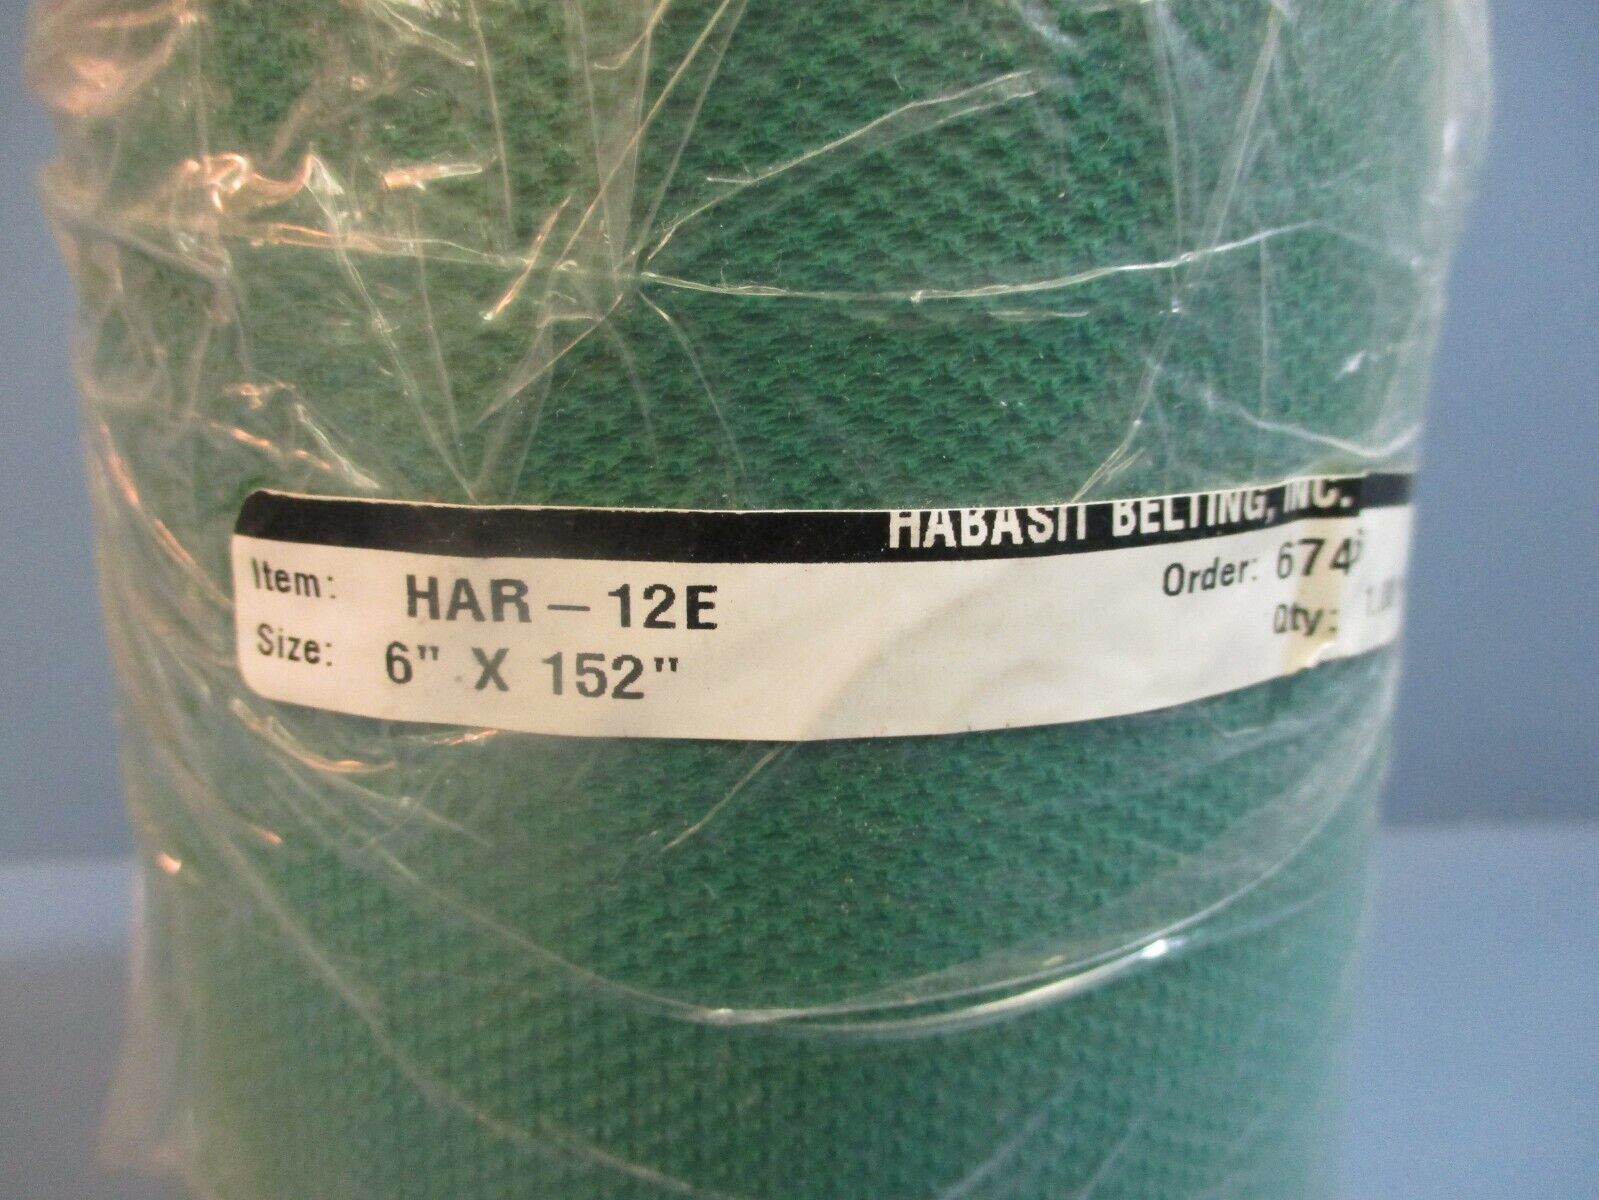 HABASIT BELTING, INC.
Item: HAR-12E Order: 674
Size: 6" X 152" Qty: